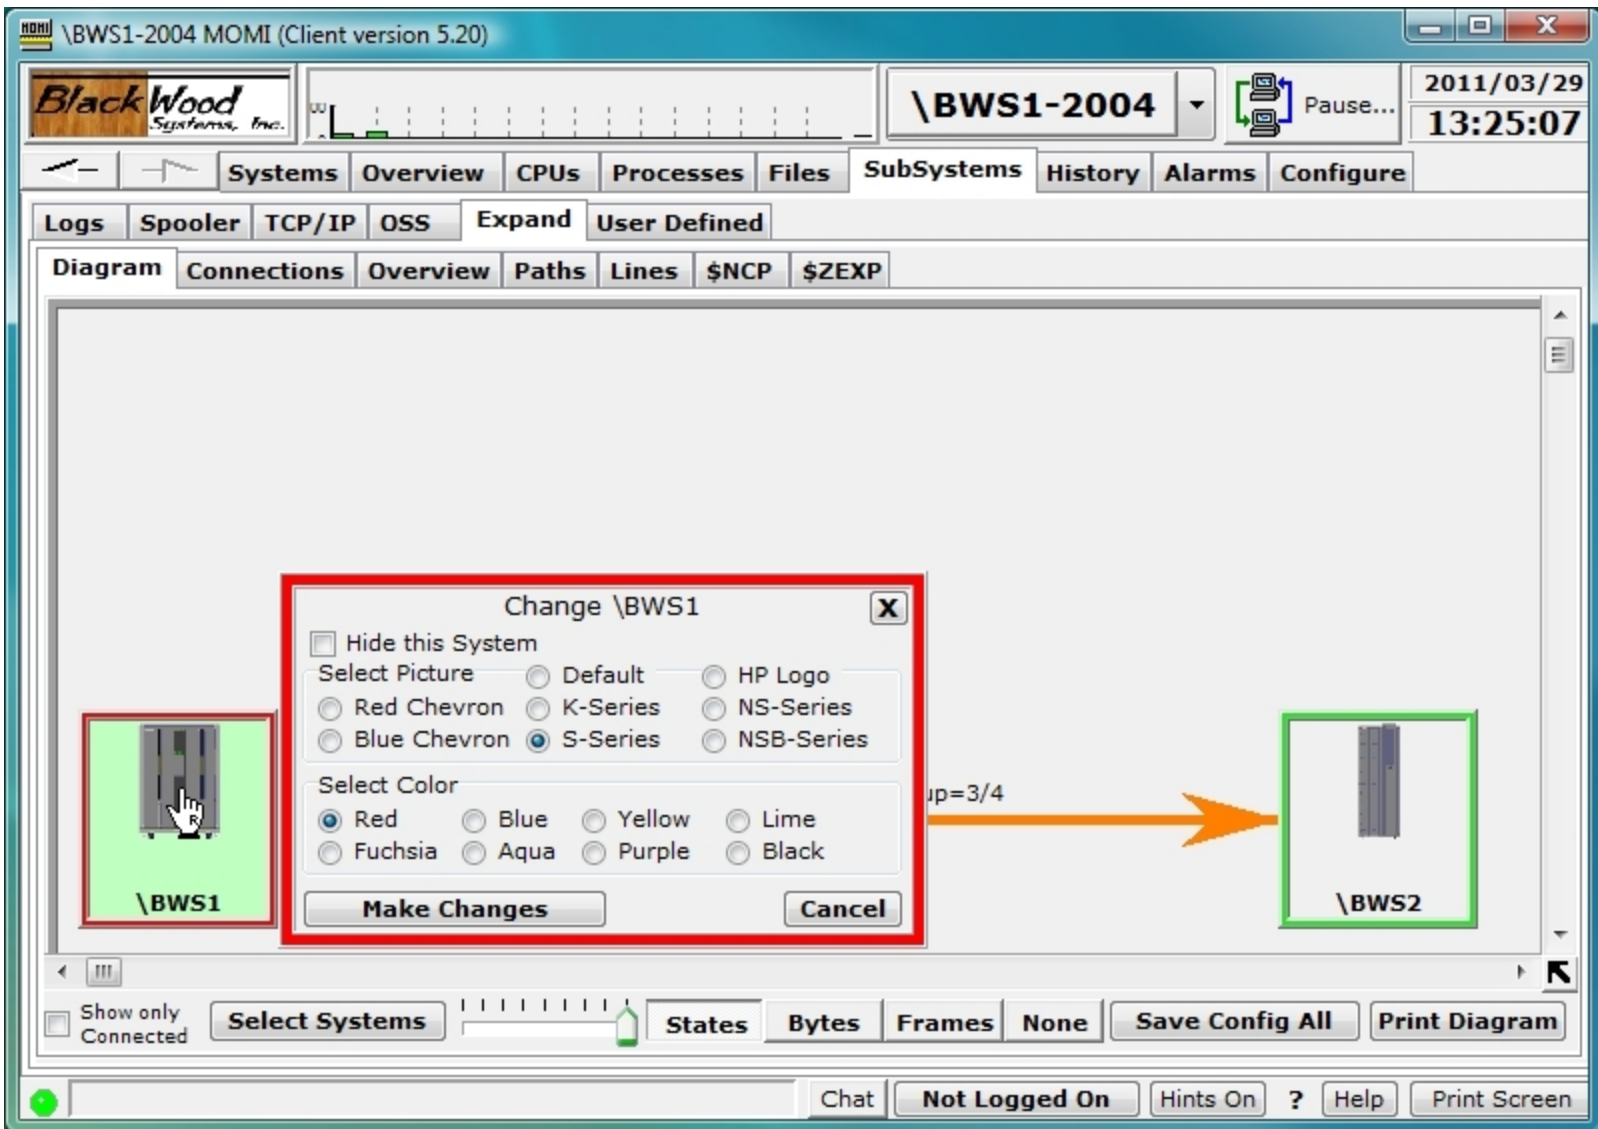 \BWS1-2004 MOMI (Client version 5.20)
BlackWood
Systems, Inc.
\BWS1-2004
Pause...
2011/03/29
13:25:07
Systems Overview CPUs Processes Files SubSystems History Alarms Configure
Logs Spooler TCP/IP OSS Expand User Defined
Diagram Connections Overview Paths Lines $NCP $ZEXP
Change \BWS1
X
Hide this System
Select Picture Default HP Logo
Red Chevron K-Series NS-Series
Blue Chevron S-Series NSB-Series
Select Color
Red Blue Yellow Lime
Fuchsia Aqua Purple Black
Make Changes Cancel
up=3/4
\BWS1
\BWS2
Show only
Connected
Select Systems States Bytes Frames None Save Config All Print Diagram
Chat Not Logged On Hints On ? Help Print Screen